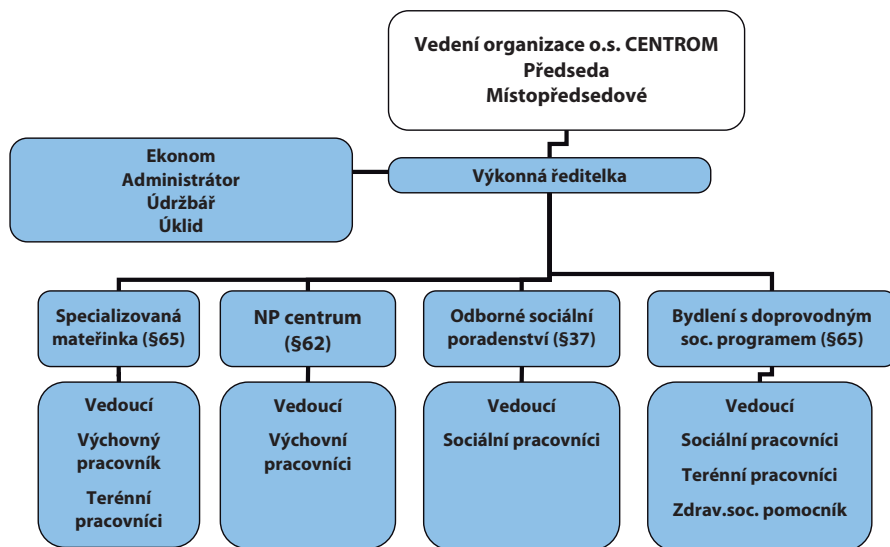 Vedení organizace o.s. CENTROM
Předseda
Místopředsedové
Ekonom
Administrátor
Údržbář
Úklid
Výkonná ředitelka
Specializovaná
mateřinka (§65)
NP centrum
(§62)
Odborné sociální
poradenství (§37)
Bydlení s doprovodným
soc. programem (§65)
Vedoucí
Výchovný
pracovník
Terénní
pracovníci
Vedoucí
Výchovní
pracovníci
Vedoucí
Sociální pracovníci
Vedoucí
Sociální pracovníci
Terénní pracovníci
Zdrav.soc. pomocník